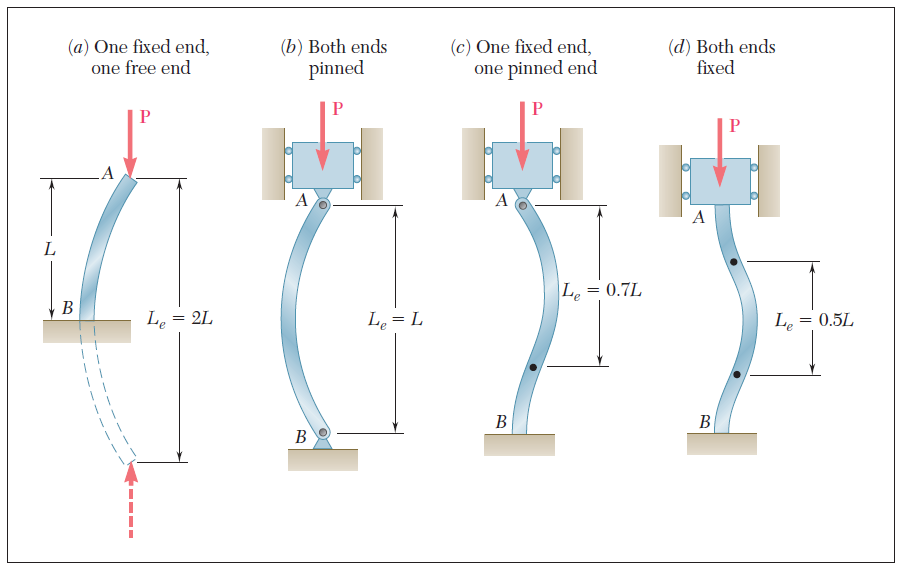 (a) One fixed end,
one free end
(b) Both ends
pinned
(c) One fixed end,
one pinned end
(d) Both ends
fixed
P
A
L
B
Lₑ = 2L
P
A
Lₑ = L
B
P
A
Lₑ = 0.7L
B
P
A
Lₑ = 0.5L
B